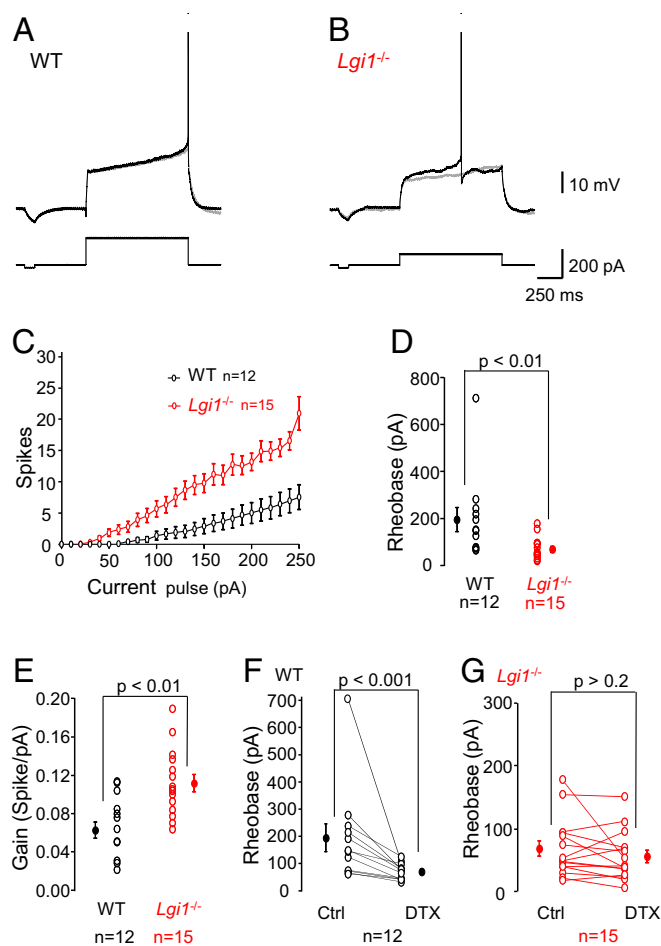 A
WT
B
Lgi1-/-
10 mV
200 pA
250 ms
C
30
25
20
15
10
5
0
Spikes
WT n=12
Lgi1-/- n=15
0
50
100
150
200
250
Current pulse (pA)
D
p < 0.01
800
600
400
200
0
Rheobase (pA)
WT
n=12
Lgi1-/-
n=15
E
p < 0.01
0.20
0.16
0.12
0.08
0.04
0.00
Gain (Spike/pA)
WT
n=12
Lgi1-/-
n=15
F
WT
p < 0.001
700
600
500
400
300
200
100
0
Rheobase (pA)
Ctrl
DTX
n=12
G
Lgi1-/-
p > 0.2
300
200
100
0
Rheobase (pA)
Ctrl
DTX
n=15